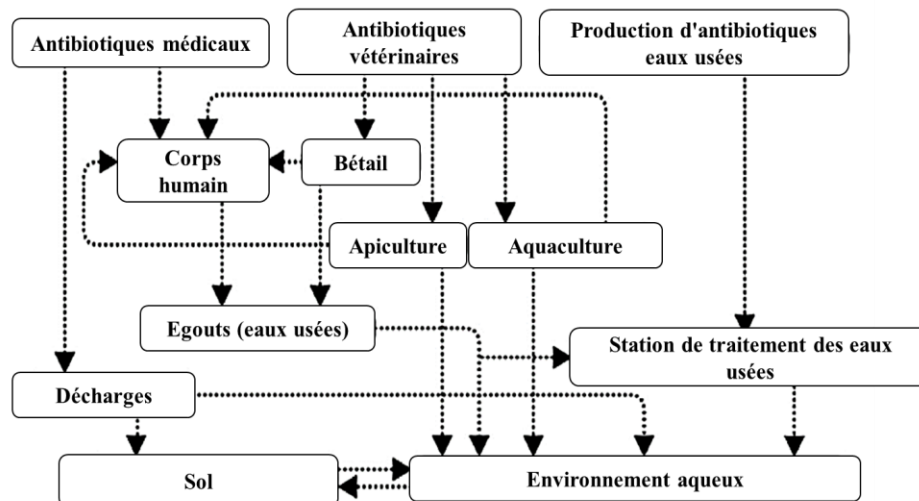 Antibiotiques médicaux
Antibiotiques
vétérinaires
Production d'antibiotiques
eaux usées
Corps
humain
Bétail
Apiculture
Aquaculture
Egouts (eaux usées)
Station de traitement des eaux
usées
Décharges
Sol
Environnement aqueux